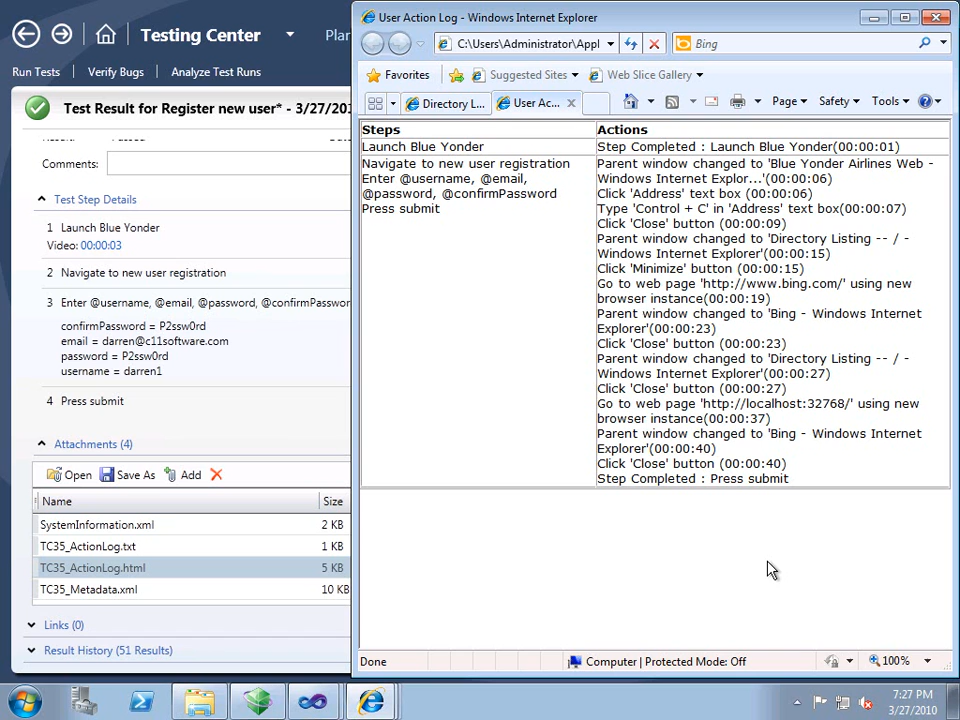 Testing Center
Plan
Run Tests
Verify Bugs
Analyze Test Runs
Test Result for Register new user* - 3/27/201
Comments:
Test Step Details
1 Launch Blue Yonder
Video: 00:00:03
2 Navigate to new user registration
3 Enter @username, @email, @password, @confirmPasswor
confirmPassword = P2ssw0rd
email = darren@c11software.com
password = P2ssw0rd
username = darren1
4 Press submit
Attachments (4)
Open
Save As
Add
Name
Size
SystemInformation.xml 2 KB
TC35_ActionLog.txt 1 KB
TC35_ActionLog.html 5 KB
TC35_Metadata.xml 10 KB
Links (0)
Result History (51 Results)
User Action Log - Windows Internet Explorer
C:\Users\Administrator\Appl
Bing
Favorites
Suggested Sites
Web Slice Gallery
Directory L...
User Ac...
Page
Safety
Tools
Steps
Actions
Launch Blue Yonder
Step Completed : Launch Blue Yonder(00:00:01)
Navigate to new user registration
Enter @username, @email,
@password, @confirmPassword
Press submit
Parent window changed to 'Blue Yonder Airlines Web -
Windows Internet Explor...'(00:00:06)
Click 'Address' text box (00:00:06)
Type 'Control + C' in 'Address' text box(00:00:07)
Click 'Close' button (00:00:09)
Parent window changed to 'Directory Listing -- / -
Windows Internet Explorer'(00:00:15)
Click 'Minimize' button (00:00:15)
Go to web page 'http://www.bing.com/' using new
browser instance(00:00:19)
Parent window changed to 'Bing - Windows Internet
Explorer'(00:00:23)
Click 'Close' button (00:00:23)
Parent window changed to 'Directory Listing -- / -
Windows Internet Explorer'(00:00:27)
Click 'Close' button (00:00:27)
Go to web page 'http://localhost:32768/' using new
browser instance(00:00:37)
Parent window changed to 'Bing - Windows Internet
Explorer'(00:00:40)
Click 'Close' button (00:00:40)
Step Completed : Press submit
Done
Computer | Protected Mode: Off
100%
7:27 PM
3/27/2010